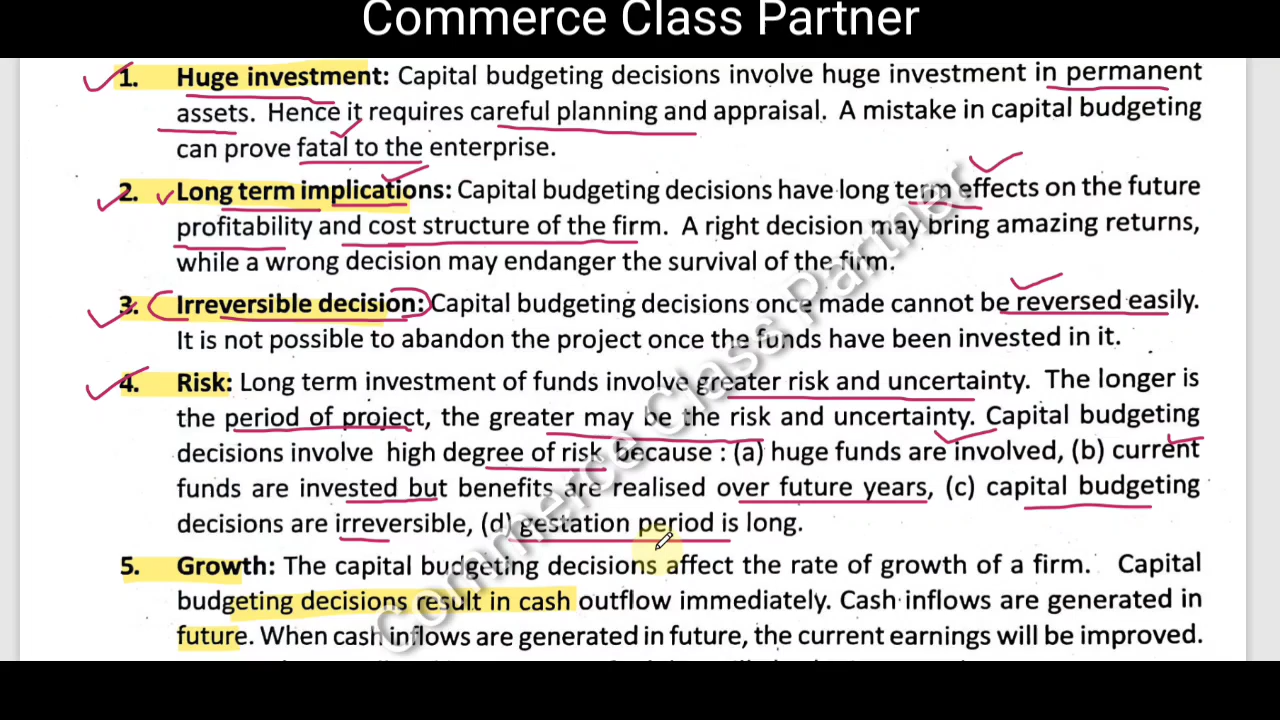 Commerce Class Partner
1. Huge investment: Capital budgeting decisions involve huge investment in permanent
assets. Hence it requires careful planning and appraisal. A mistake in capital budgeting
can prove fatal to the enterprise.
2. Long term implications: Capital budgeting decisions have long term effects on the future
profitability and cost structure of the firm. A right decision may bring amazing returns,
while a wrong decision may endanger the survival of the firm.
3. Irreversible decision: Capital budgeting decisions once made cannot be reversed easily.
It is not possible to abandon the project once the funds have been invested in it.
4. Risk: Long term investment of funds involve greater risk and uncertainty. The longer is
the period of project, the greater may be the risk and uncertainty. Capital budgeting
decisions involve high degree of risk because : (a) huge funds are involved, (b) current
funds are invested but benefits are realised over future years, (c) capital budgeting
decisions are irreversible, (d) gestation period is long.
5. Growth: The capital budgeting decisions affect the rate of growth of a firm. Capital
budgeting decisions result in cash outflow immediately. Cash inflows are generated in
future. When cash inflows are generated in future, the current earnings will be improved.
Commerce Class Partner